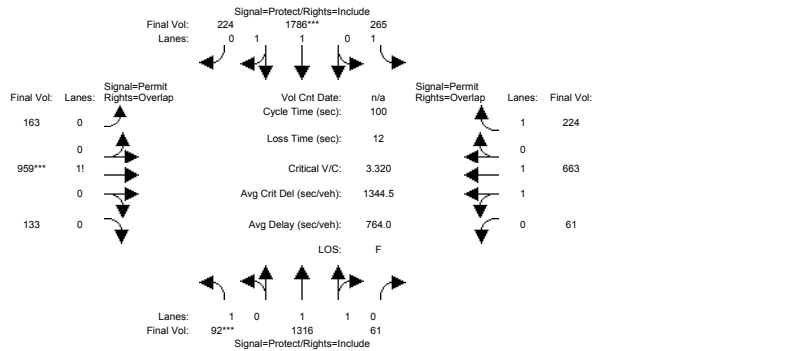 Signal=Protect/Rights=Include
Final Vol: 224 1786*** 265
Lanes: 0 1 1 0 1
Signal=Permit Signal=Permit
Final Vol: Lanes: Rights=Overlap Vol Cnt Date: n/a Rights=Overlap Lanes: Final Vol:
Cycle Time (sec): 100
163 0 1 224
Loss Time (sec): 12
0 0
959*** 1! Critical V/C: 3.320 1 663
0 Avg Crit Del (sec/veh): 1344.5 1
133 0 Avg Delay (sec/veh): 764.0 0 61
LOS: F
Lanes: 1 0 1 1 0
Final Vol: 92*** 1316 61
Signal=Protect/Rights=Include